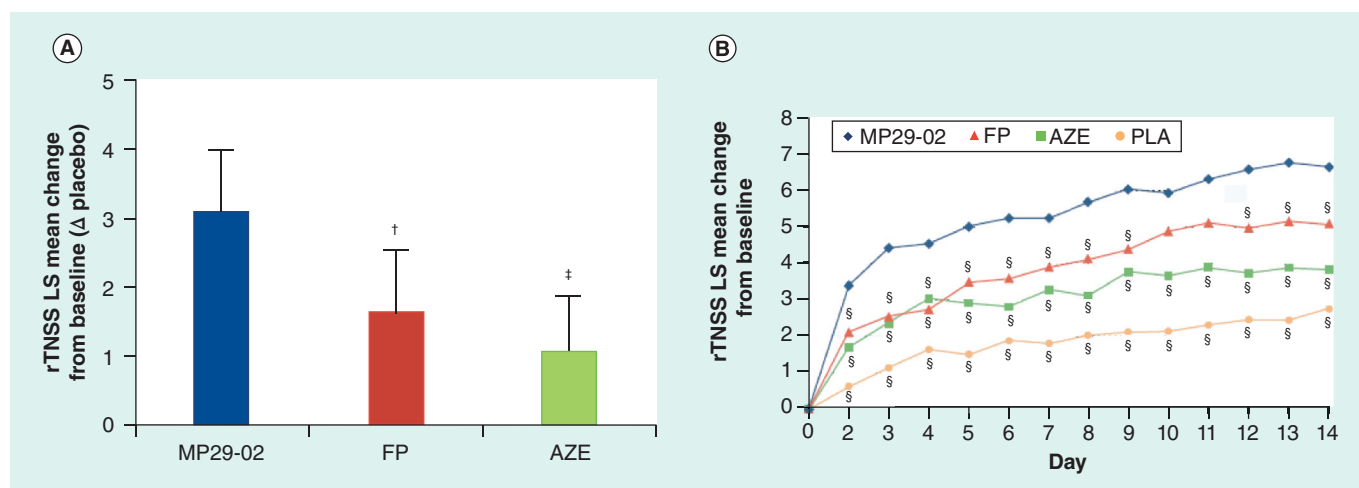 A
rTNSS LS mean change
from baseline (Δ placebo)
5
4
3
2
1
0
†
‡
MP29-02
FP
AZE
B
rTNSS LS mean change
from baseline
8
7
6
5
4
3
2
1
0
MP29-02 FP AZE PLA
§ § § §
§ § § § §
§ § § § § § §
§ § § § § § § §
§ § § § § § § § §
§ § § § §
0 2 3 4 5 6 7 8 9 10 11 12 13 14
Day